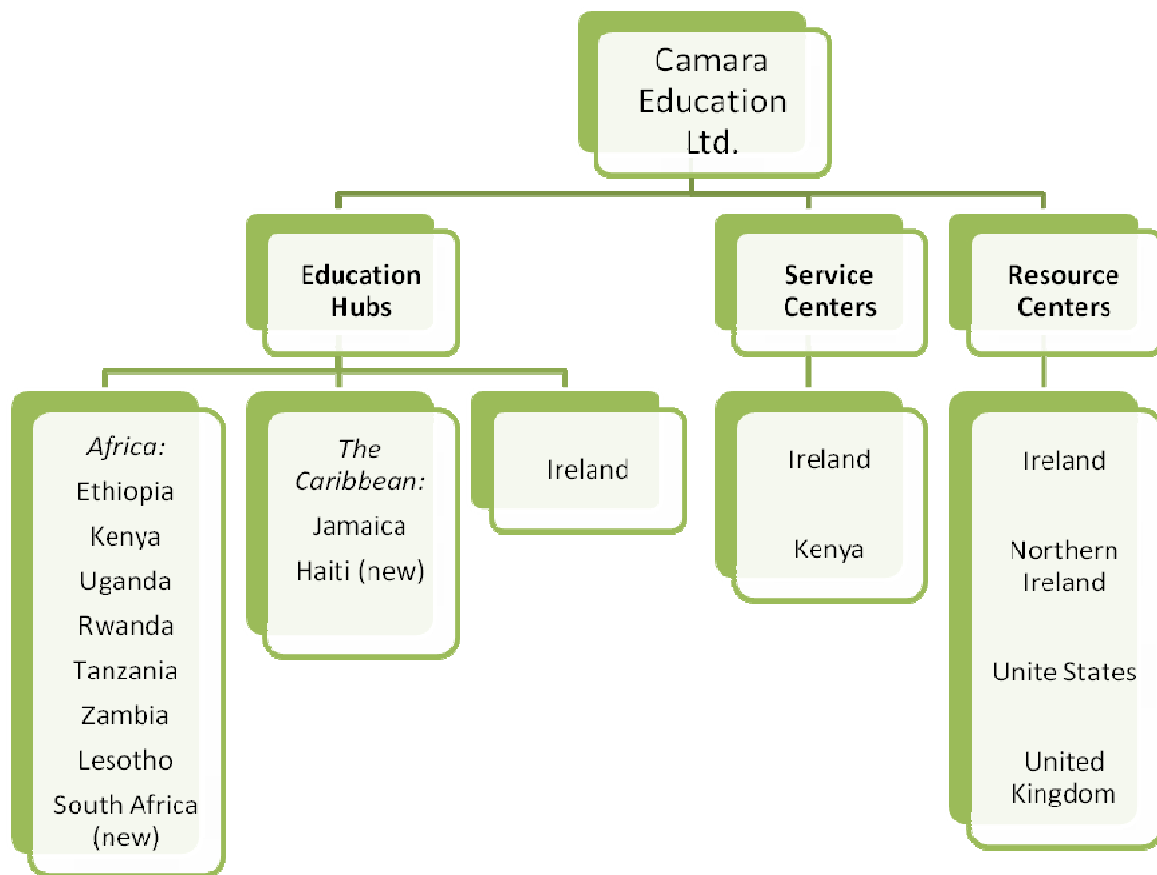 Camara
Education
Ltd.
Education
Hubs
Service
Centers
Resource
Centers
Africa:
Ethiopia
Kenya
Uganda
Rwanda
Tanzania
Zambia
Lesotho
South Africa
(new)
The
Caribbean:
Jamaica
Haiti (new)
Ireland
Ireland
Kenya
Ireland
Northern
Ireland
Unite States
United
Kingdom